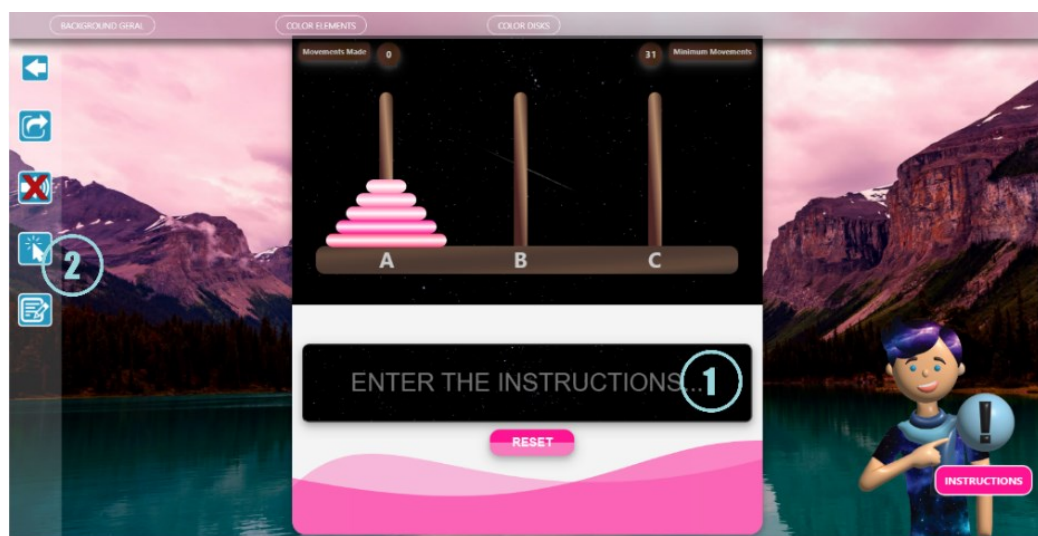 BACKGROUND GERAL
COLOR ELEMENTS
COLOR DISKS
Movements Made
0
31
Minimum Movements
A
B
C
2
ENTER THE INSTRUCTIONS...
1
RESET
!
INSTRUCTIONS